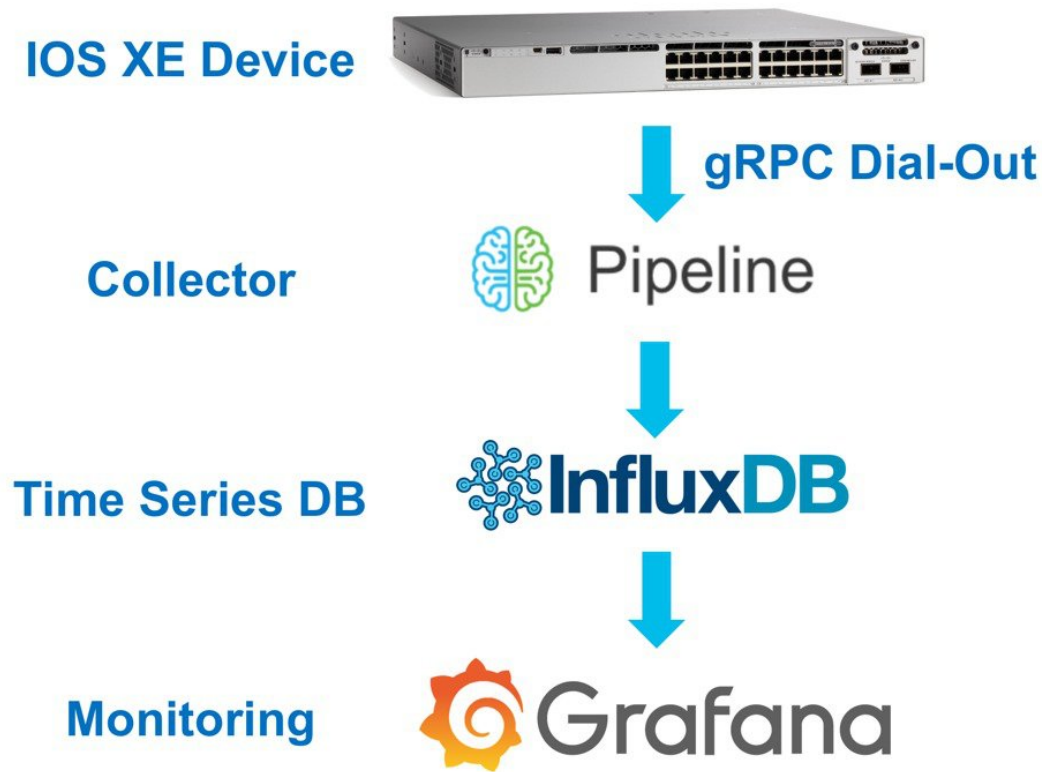 IOS XE Device
gRPC Dial-Out
Collector
Pipeline
Time Series DB
InfluxDB
Monitoring
Grafana